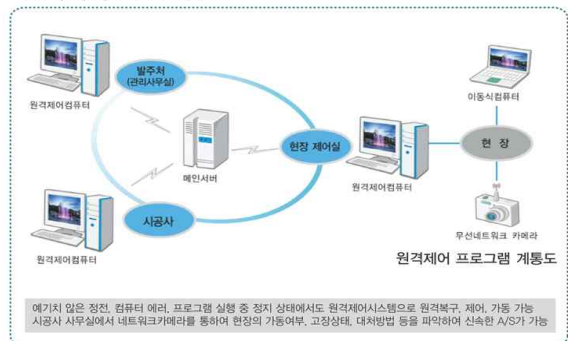 발주처
(관리사무실)
원격제어컴퓨터
이동식컴퓨터
현장 제어실
현 장
메인서버
원격제어컴퓨터
시공사
무선네트워크 카메라
원격제어컴퓨터
원격제어 프로그램 계통도
예기치 않은 정전, 컴퓨터 에러, 프로그램 실행 중 정지 상태에서도 원격제어시스템으로 원격복구, 제어, 가동 가능
시공사 사무실에서 네트워크카메라를 통하여 현장의 가동여부, 고장상태, 대처방법 등을 파악하여 신속한 A/S가 가능